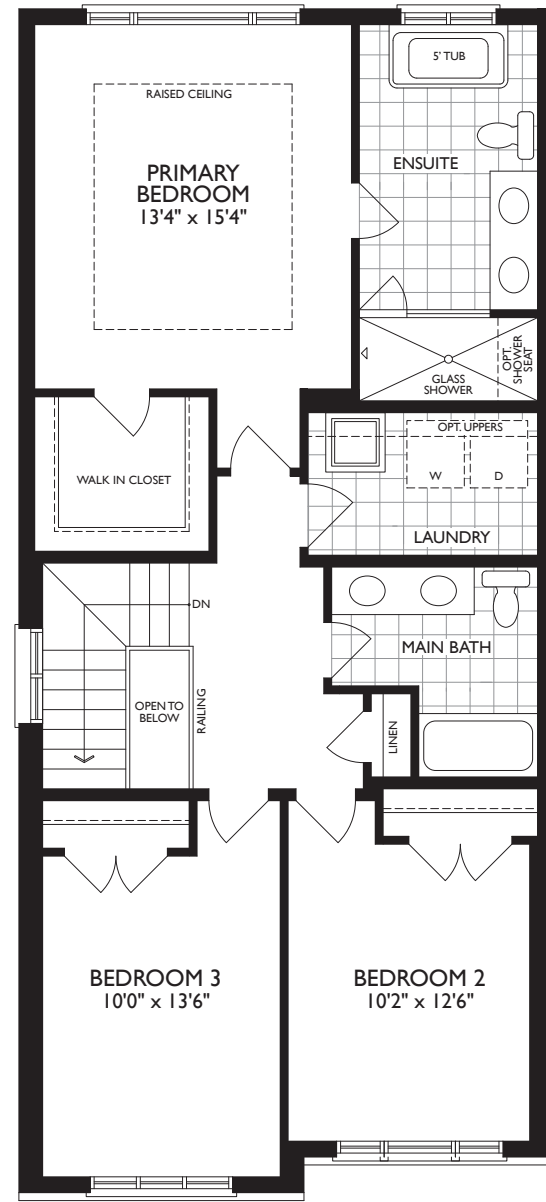 5' TUB
RAISED CEILING
PRIMARY
BEDROOM
13'4" x 15'4"
ENSUITE
OPT.
SHOWER
SEAT
GLASS
SHOWER
OPT. UPPERS
WALK IN CLOSET
W
D
LAUNDRY
DN
MAIN BATH
OPEN TO
BELOW
RAILING
LINEN
BEDROOM 3
10'0" x 13'6"
BEDROOM 2
10'2" x 12'6"